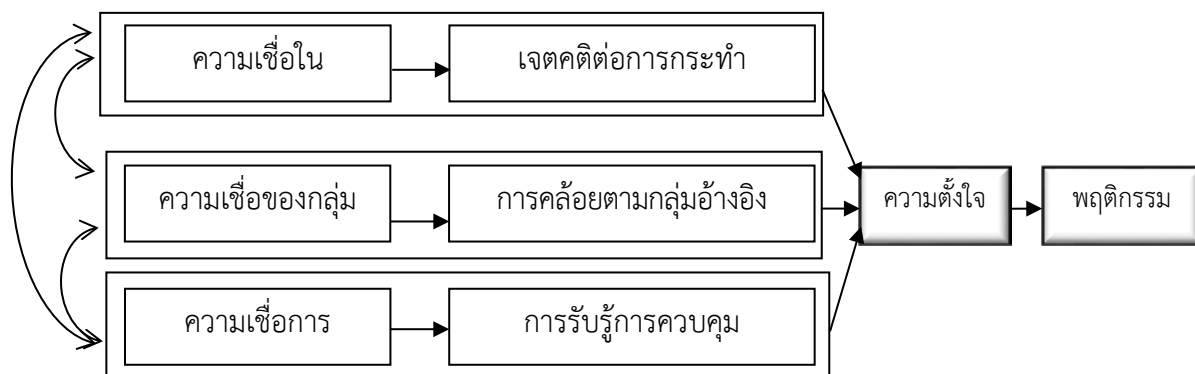 ความเชื่อใน
เจตคติต่อการกระทำ
ความเชื่อของกลุ่ม
การคล้อยตามกลุ่มอ้างอิง
ความตั้งใจ
พฤติกรรม
ความเชื่อการ
การรับรู้การควบคุม